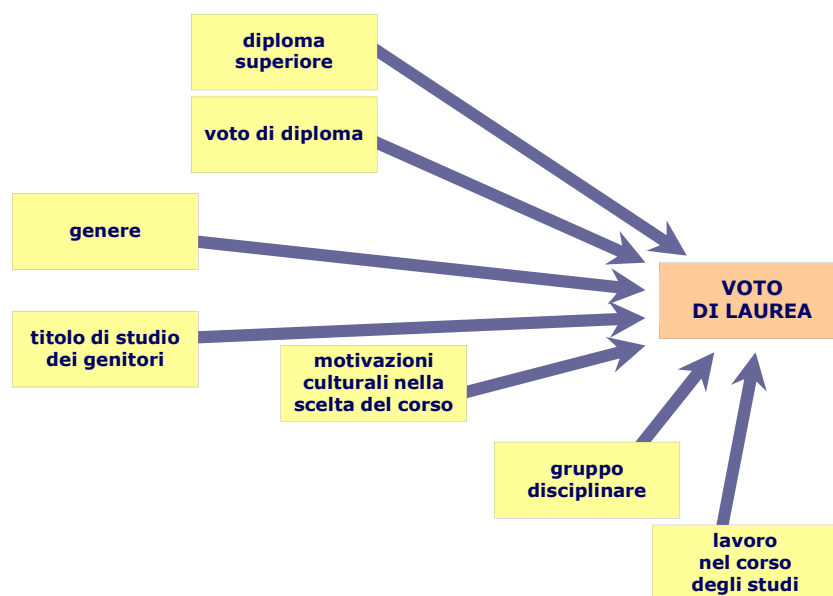 diploma
superiore
voto di diploma
genere
VOTO
DI LAUREA
titolo di studio
dei genitori
motivazioni
culturali nella
scelta del corso
gruppo
disciplinare
lavoro
nel corso
degli studi